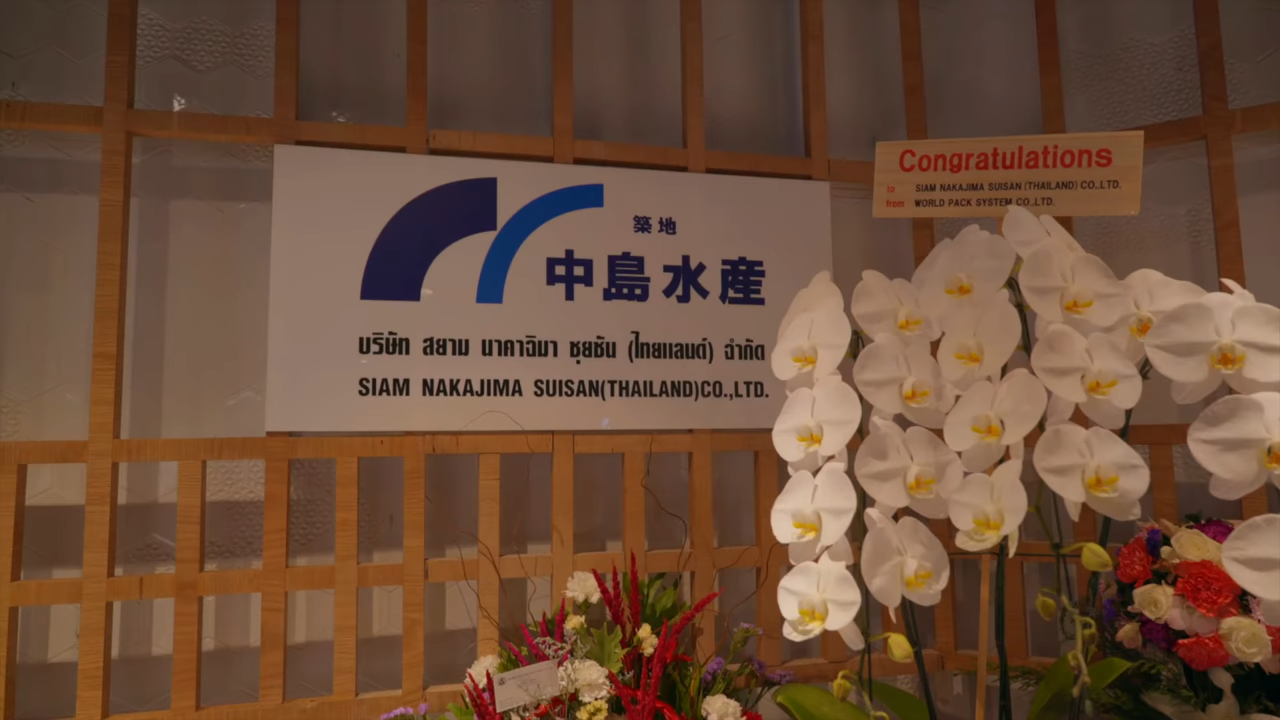 築地
中島水産
บริษัท สยาม นาคาจิมา ซุยซัน (ไทยแลนด์) จำกัด
SIAM NAKAJIMA SUISAN(THAILAND)CO.,LTD.
Congratulations
to SIAM NAKAJIMA SUISAN (THAILAND) CO.,LTD.
from WORLD PACK SYSTEM CO.,LTD.